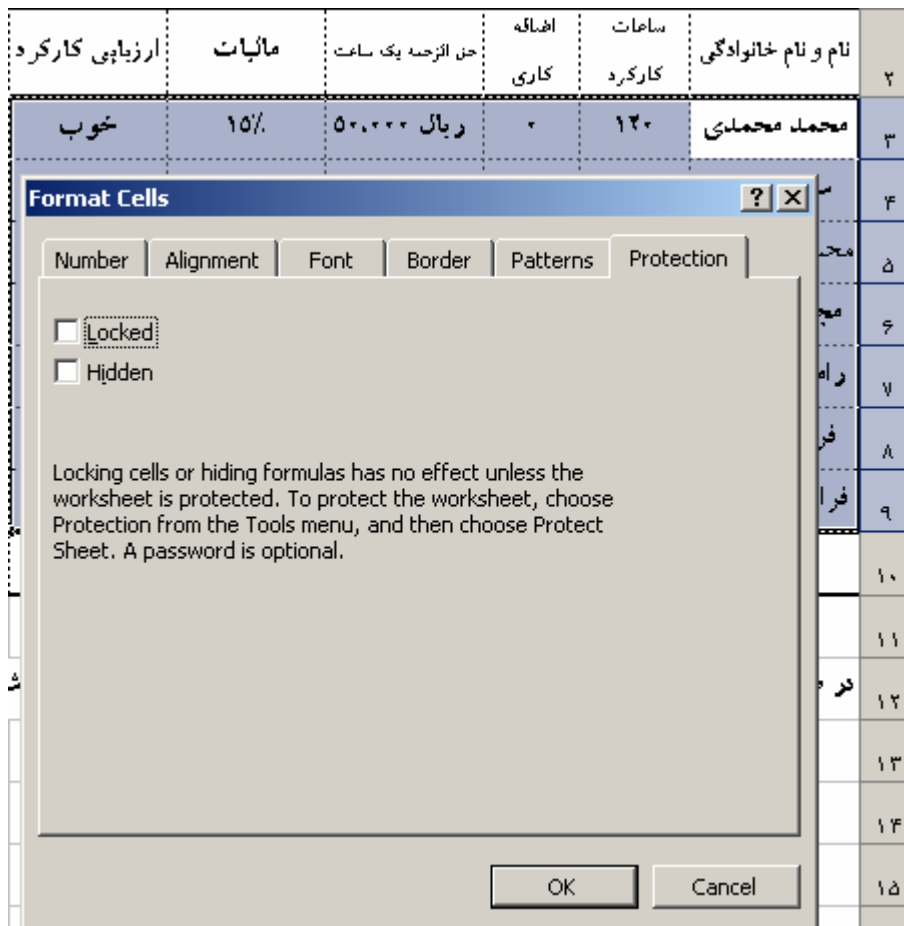 نام و نام خانوادگی ساعات کارکرد اضافه کاری حق الزحمه یک ساعت مالیات ارزیابی کارکرد ۲
محمد محمدی ۱۲۰ ۰ ریال ۵۰،۰۰۰ ۱۵٪ خوب ۳
Format Cells
۴
Number Alignment Font Border Patterns Protection
۵
Locked
۶
Hidden
۷
۸
Locking cells or hiding formulas has no effect unless the
worksheet is protected. To protect the worksheet, choose
Protection from the Tools menu, and then choose Protect
Sheet. A password is optional.
۹
۱۰
۱۱
در ۱۲
۱۳
۱۴
OK Cancel ۱۵